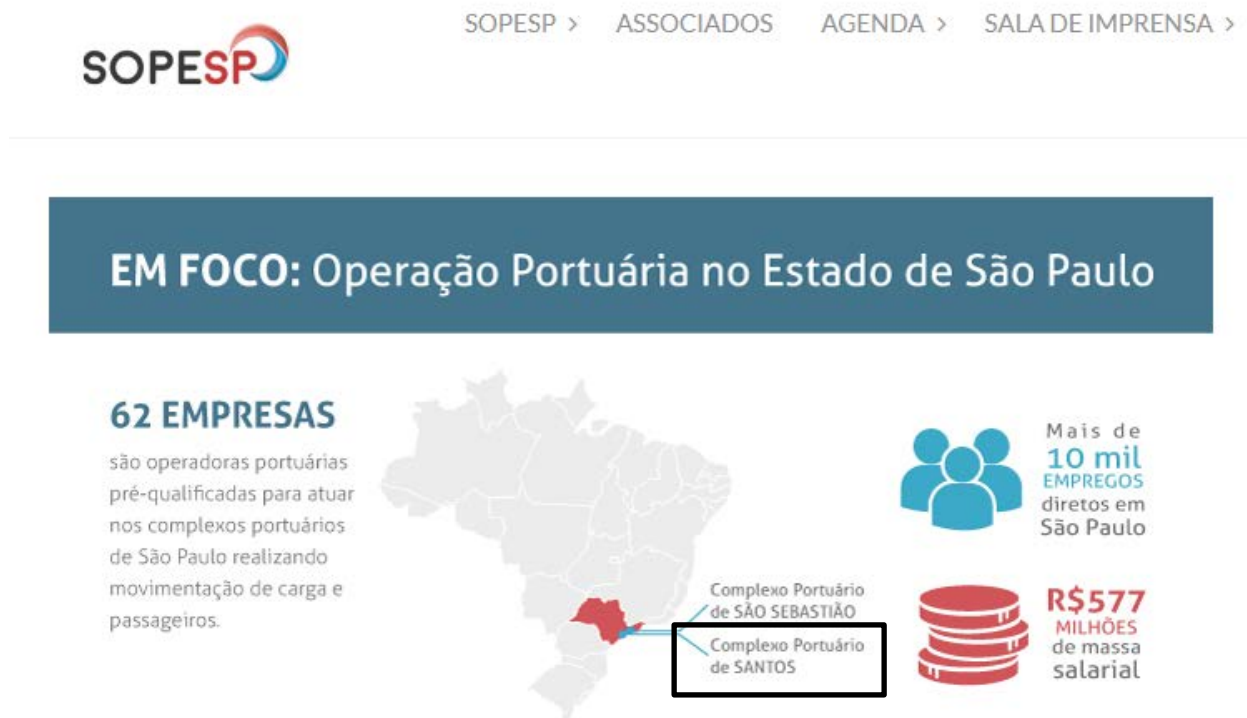 SOPESP
SOPESP >
ASSOCIADOS
AGENDA >
SALA DE IMPRENSA >
EM FOCO: Operação Portuária no Estado de São Paulo
62 EMPRESAS
são operadoras portuárias
pré-qualificadas para atuar
nos complexos portuários
de São Paulo realizando
movimentação de carga e
passageiros.
Complexo Portuário
de SÃO SEBASTIÃO
Complexo Portuário
de SANTOS
Mais de
10 mil
EMPREGOS
diretos em
São Paulo
R$577
MILHÕES
de massa
salarial